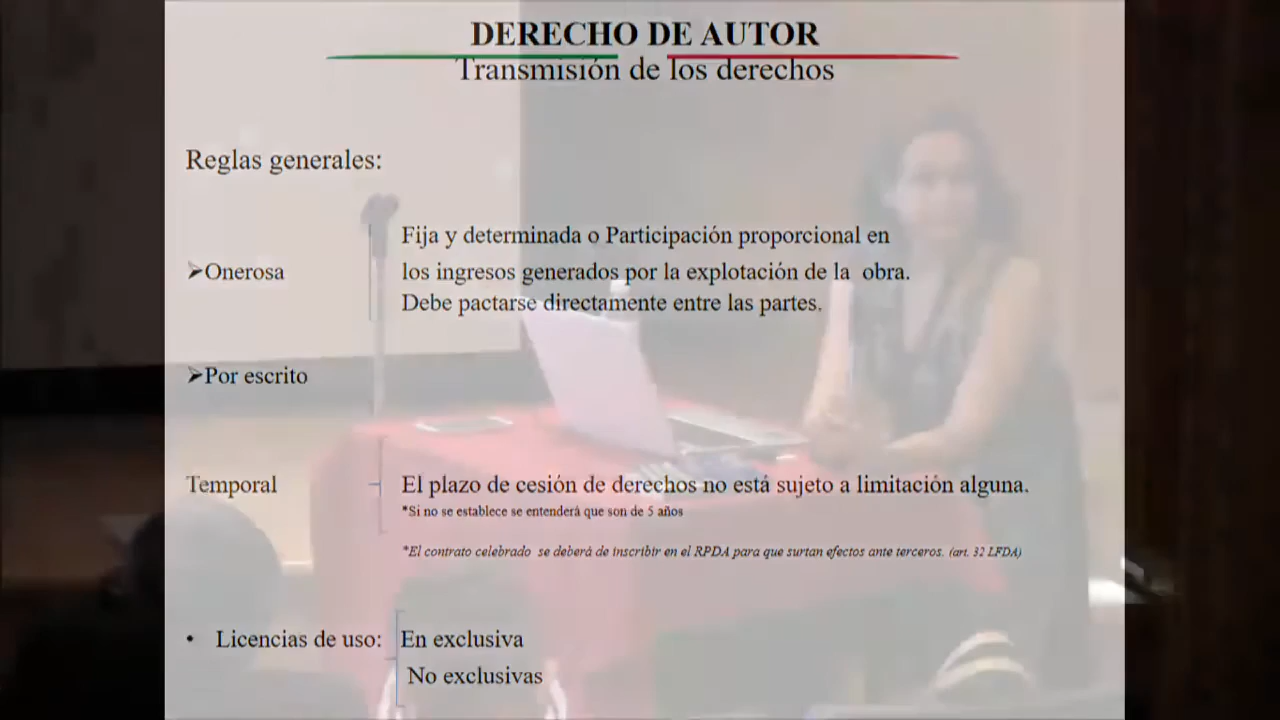 DERECHO DE AUTOR
Transmisión de los derechos
Reglas generales:
Fija y determinada o Participación proporcional en
➢Onerosa los ingresos generados por la explotación de la obra.
Debe pactarse directamente entre las partes.
➢Por escrito
Temporal El plazo de cesión de derechos no está sujeto a limitación alguna.
*Si no se establece se entenderá que son de 5 años
*El contrato celebrado se deberá de inscribir en el RPDA para que surtan efectos ante terceros. (art. 32 LFDA)
• Licencias de uso: En exclusiva
No exclusivas